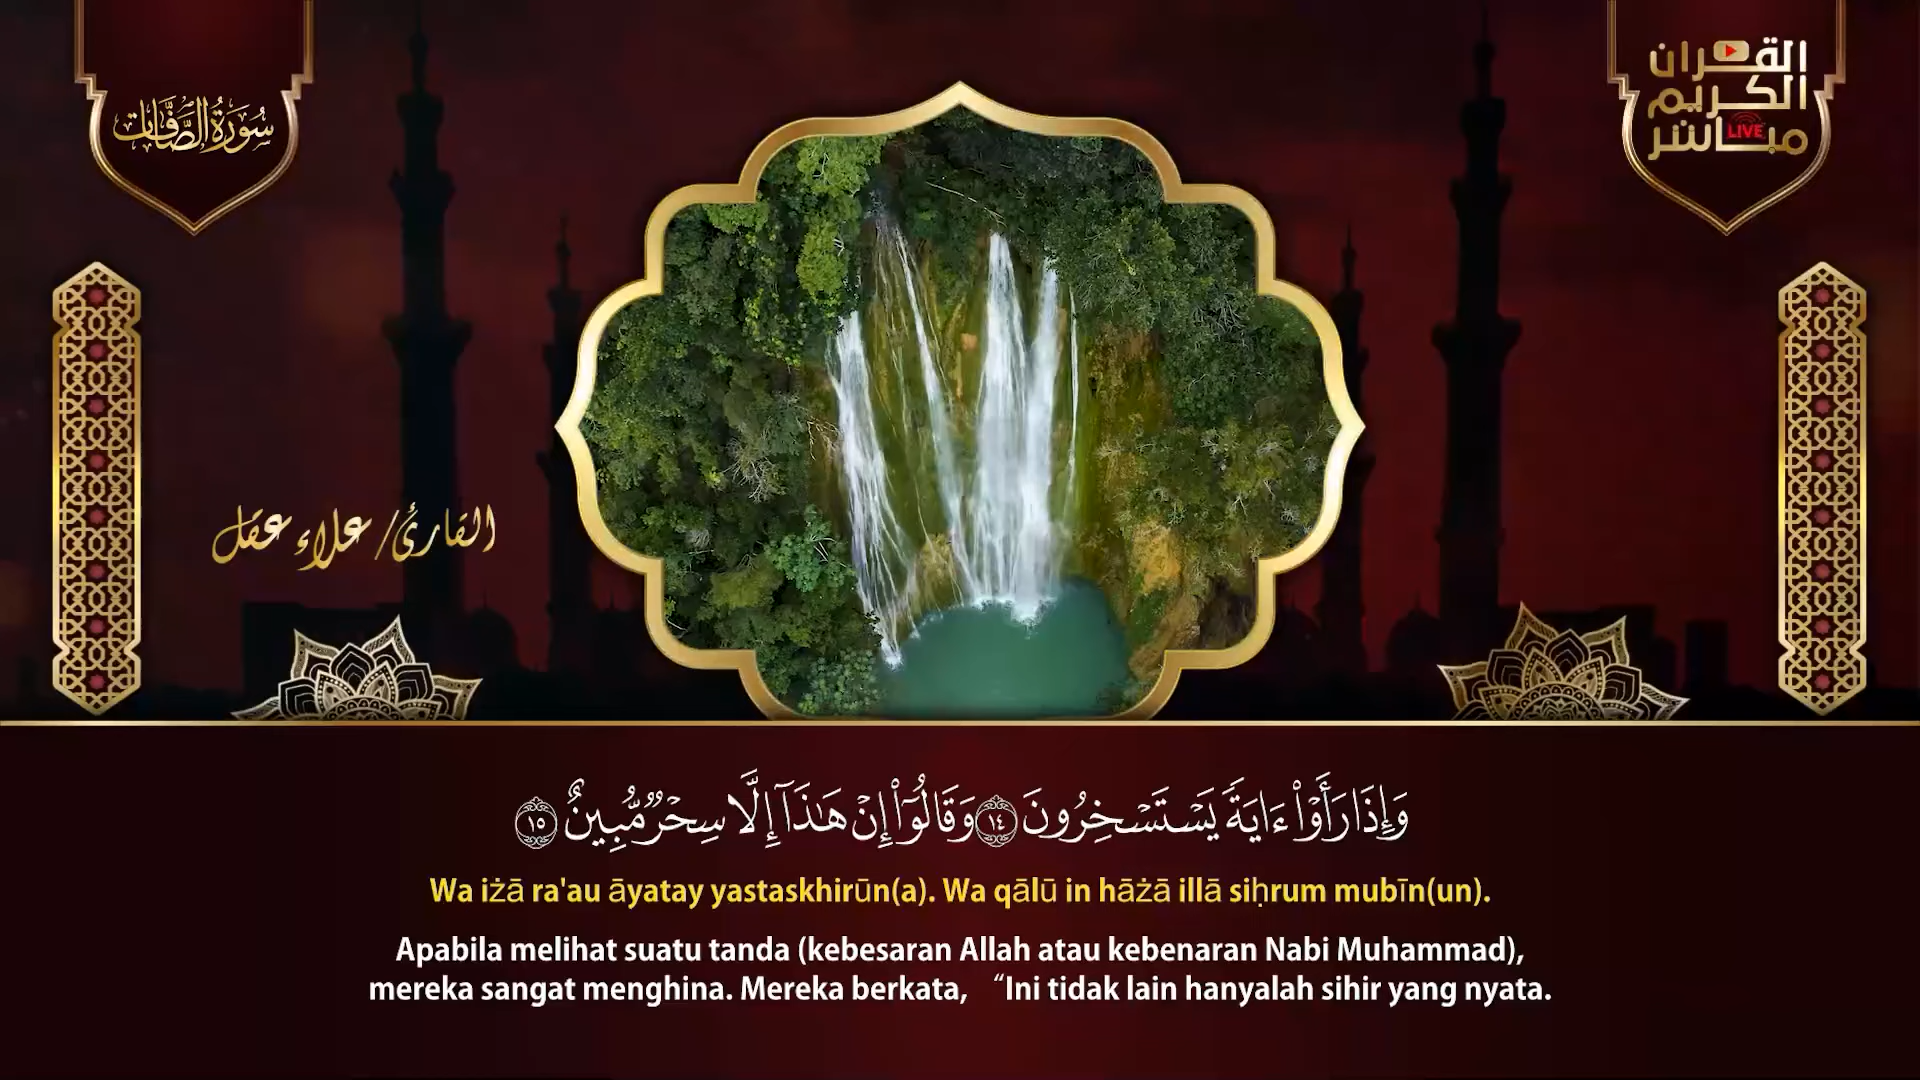 سُورَةُ الصَّافَّات
القرآن
الكريم
مباشر
LIVE
القارئ/ علاء عقل
وَإِذَا رَأَوْا۟ ءَايَةً يَسْتَسْخِرُونَ ١٤ وَقَالُوٓا۟ إِنْ هَـٰذَآ إِلَّا سِحْرٌ مُّبِينٌ ١٥
Wa iżā ra'au āyatay yastaskhirūn(a). Wa qālū in hāżā illā siḥrum mubīn(un).
Apabila melihat suatu tanda (kebesaran Allah atau kebenaran Nabi Muhammad),
mereka sangat menghina. Mereka berkata, “Ini tidak lain hanyalah sihir yang nyata.